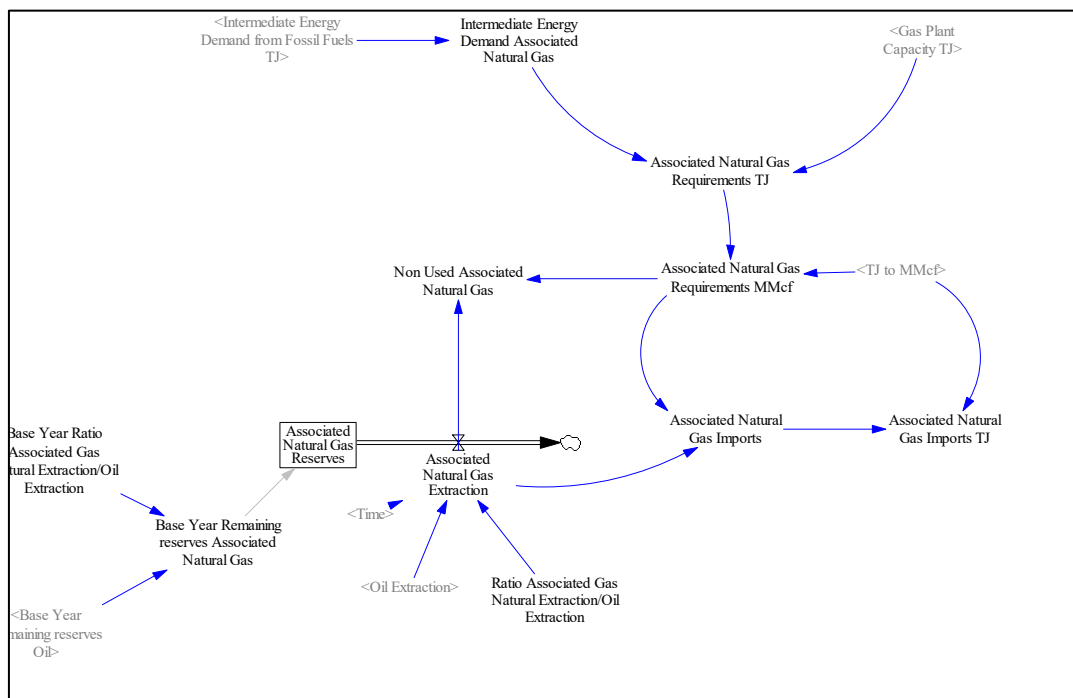 <Intermediate Energy
Demand from Fossil Fuels
TJ>
Intermediate Energy
Demand Associated
Natural Gas
<Gas Plant
Capacity TJ>
Associated Natural Gas
Requirements TJ
Non Used Associated
Natural Gas
Associated Natural Gas
Requirements MMcf
<TJ to MMcf>
Associated
Natural Gas
Reserves
Associated Natural
Gas Imports
Associated Natural
Gas Imports TJ
Base Year Ratio
Associated Gas
tural Extraction/Oil
Extraction
Associated
Natural Gas
Extraction
<Time>
Base Year Remaining
reserves Associated
Natural Gas
<Oil Extraction>
Ratio Associated Gas
Natural Extraction/Oil
Extraction
<Base Year
maining reserves
Oil>